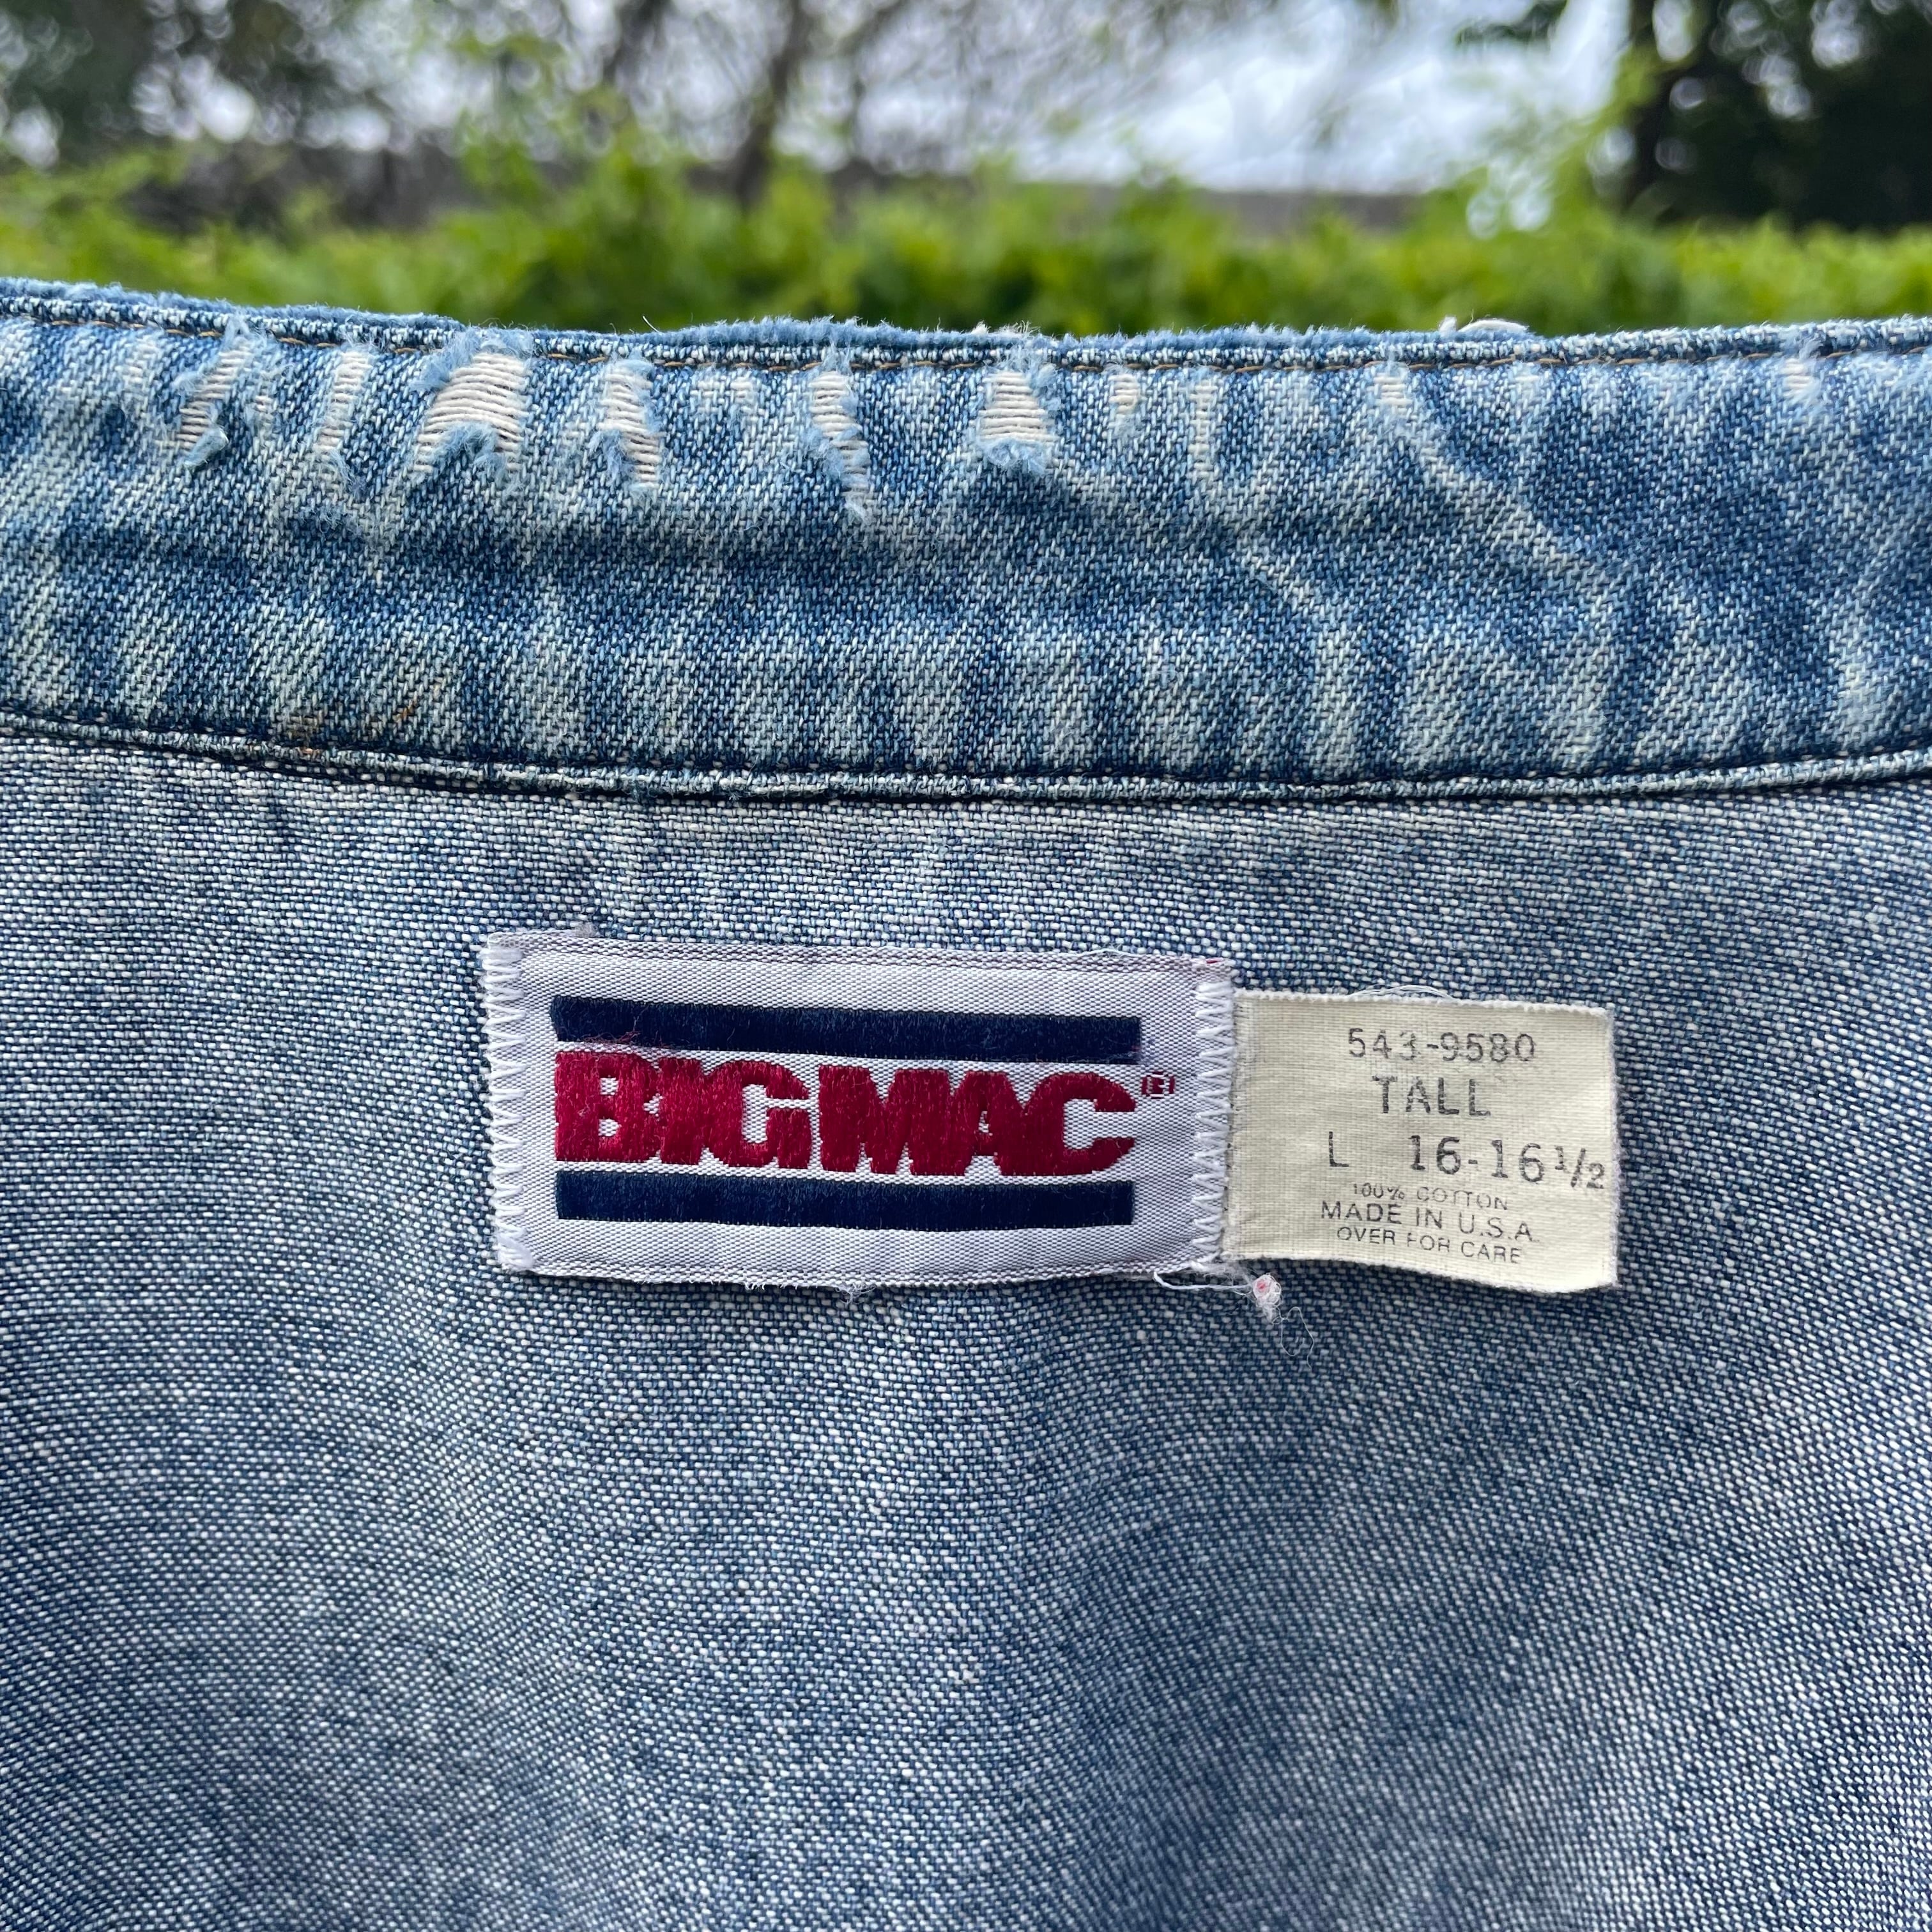 BIG MAC®
543-9580
TALL
L 16-16 1/2
100% COTTON
MADE IN U.S.A.
OVER FOR CARE